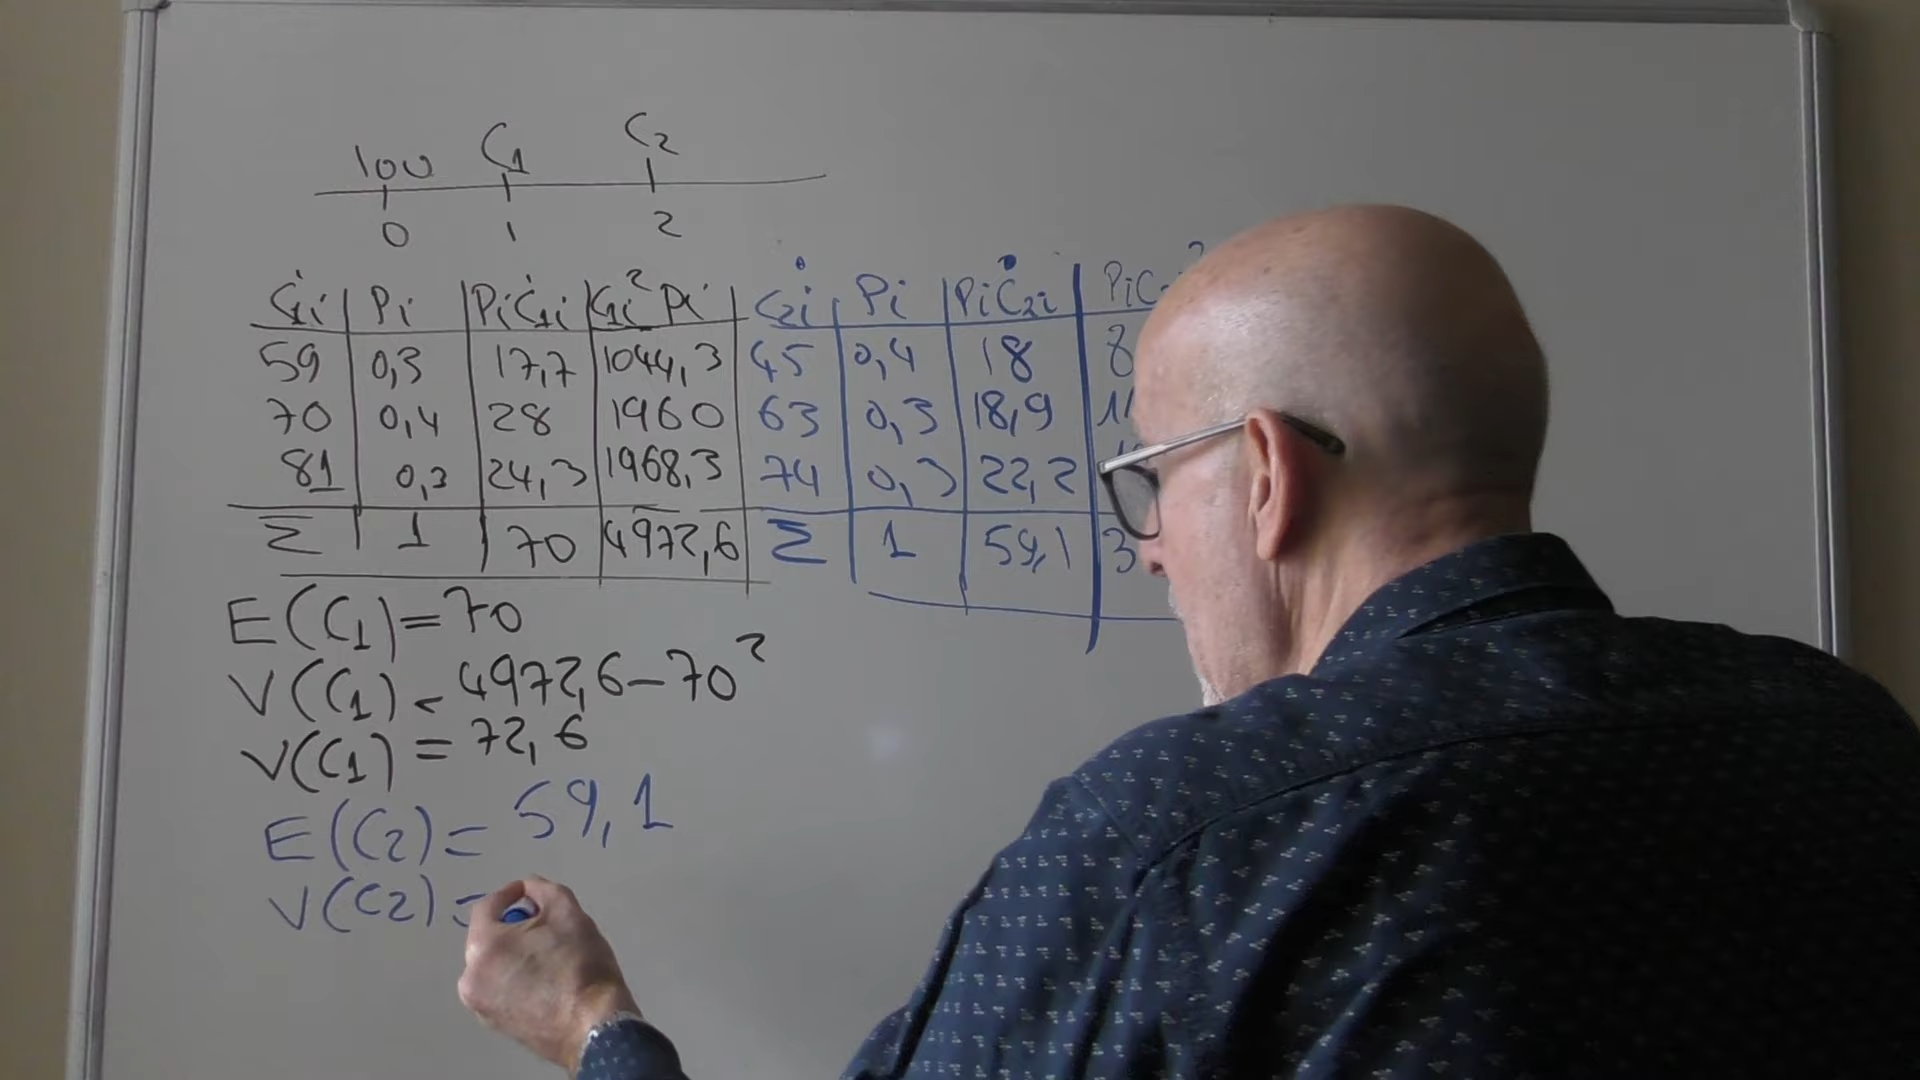 100 C₁ C₂
0 1 2
C₁i Pi PiC₁i C₁i²Pi C₂i Pi PiC₂i
59 0,3 17,7 1044,3 45 0,4 18
70 0,4 28 1960 63 0,3 18,9
81 0,3 24,3 1968,3 74 0,3 22,2
Σ 1 70 4972,6 Σ 1 59,1
E(C₁)=70
V(C₁)=4972,6-70²
V(C₁)=72,6
E(C₂)=59,1
V(C₂)=